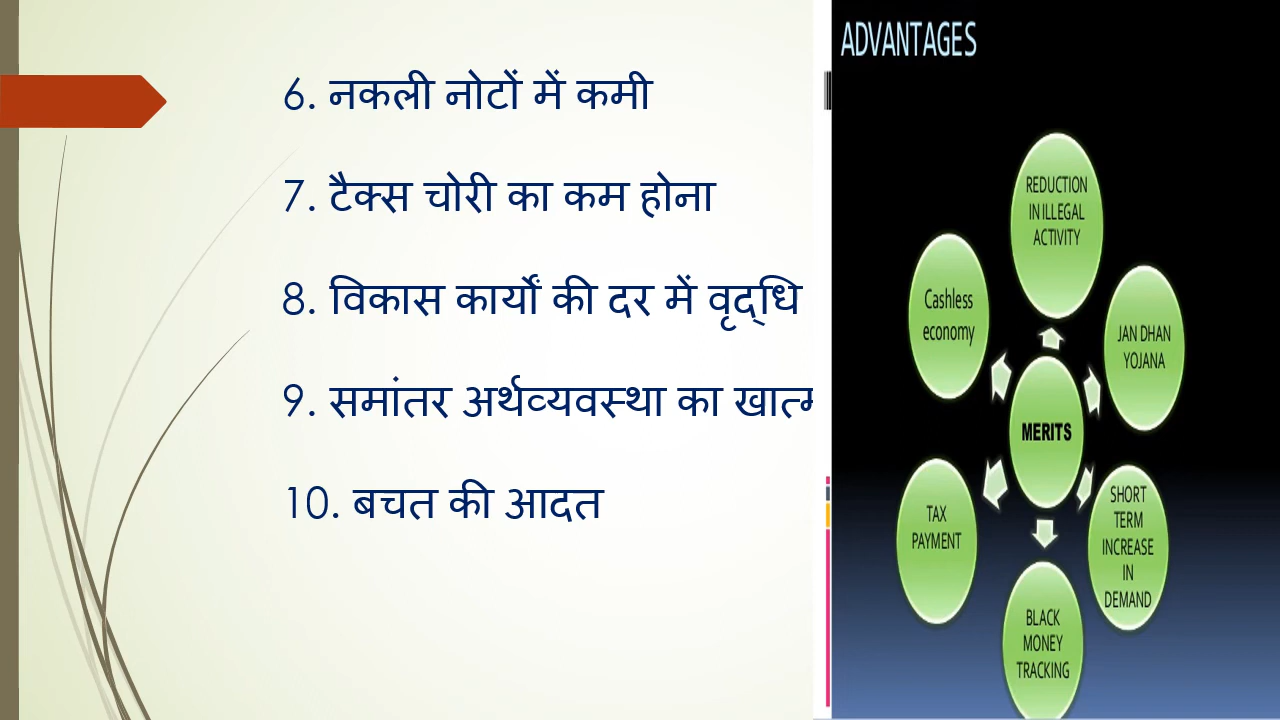 6. नकली नोटों में कमी
7. टैक्स चोरी का कम होना
8. विकास कार्यों की दर में वृद्धि
9. समांतर अर्थव्यवस्था का
10. बचत की आदत
ADVANTAGES
REDUCTION
IN ILLEGAL
ACTIVITY
Cashless
economy
JAN DHAN
YOJANA
MERITS
TAX
PAYMENT
SHORT
TERM
INCREASE
IN
DEMAND
BLACK
MONEY
TRACKING